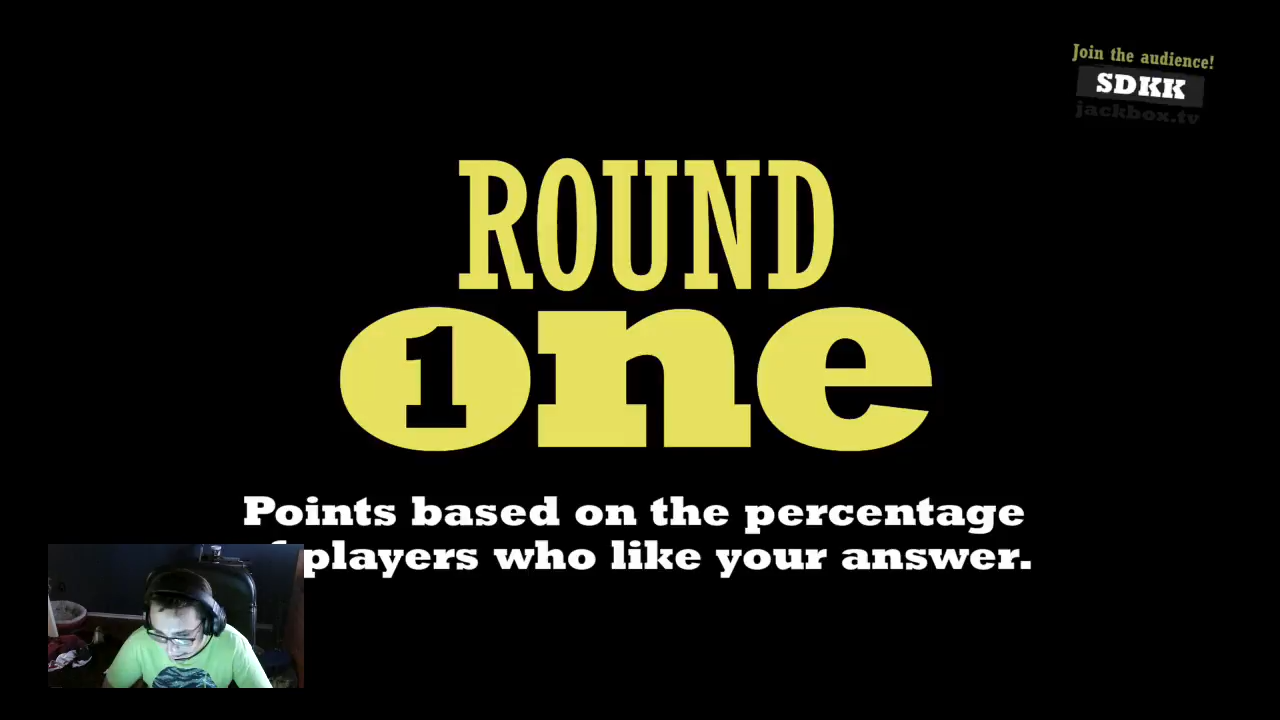 Join the audience!
SDKK
jackbox.tv
ROUND
1
One
Points based on the percentage
players who like your answer.